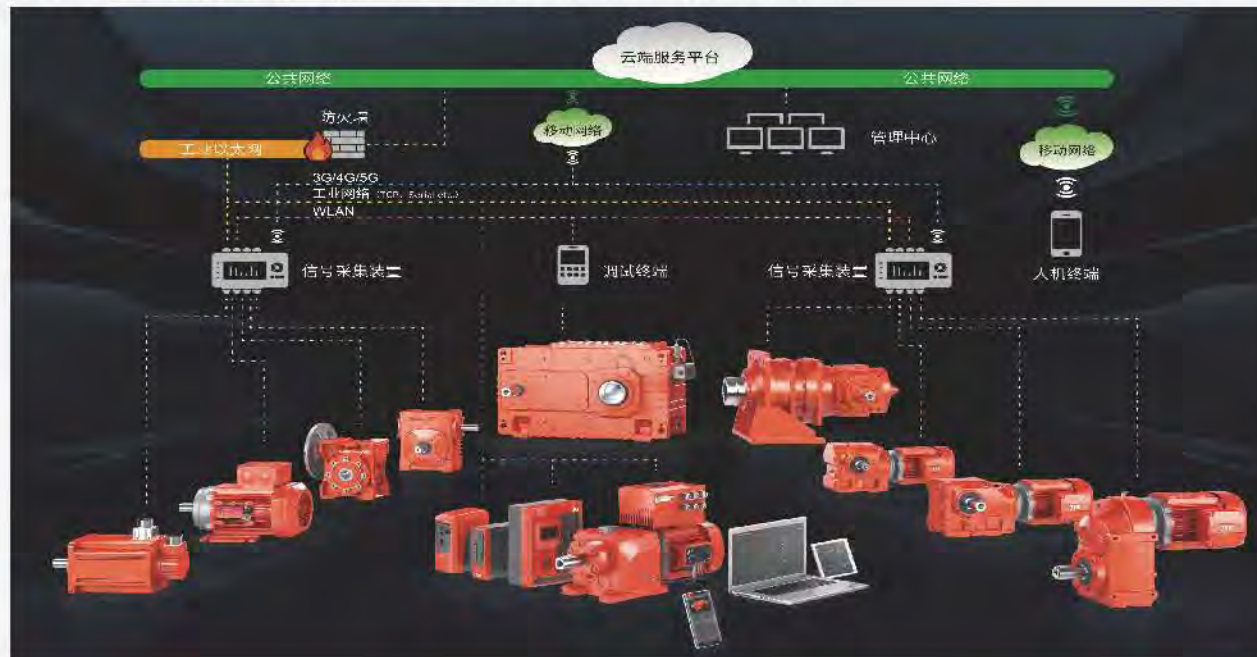 云端服务平台
公共网络
公共网络
防火墙
移动网络
管理中心
工业以太网
移动网络
3G/4G/5G
工业网络（TCP、Serial etc..）
WLAN
信号采集装置
调试终端
信号采集装置
人机终端